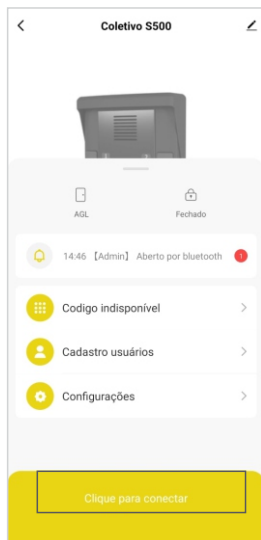 Coletivo S500
AGL
Fechado
14:46 【Admin】 Aberto por bluetooth 1
Codigo indisponível
Cadastro usuários
Configurações
Clique para conectar